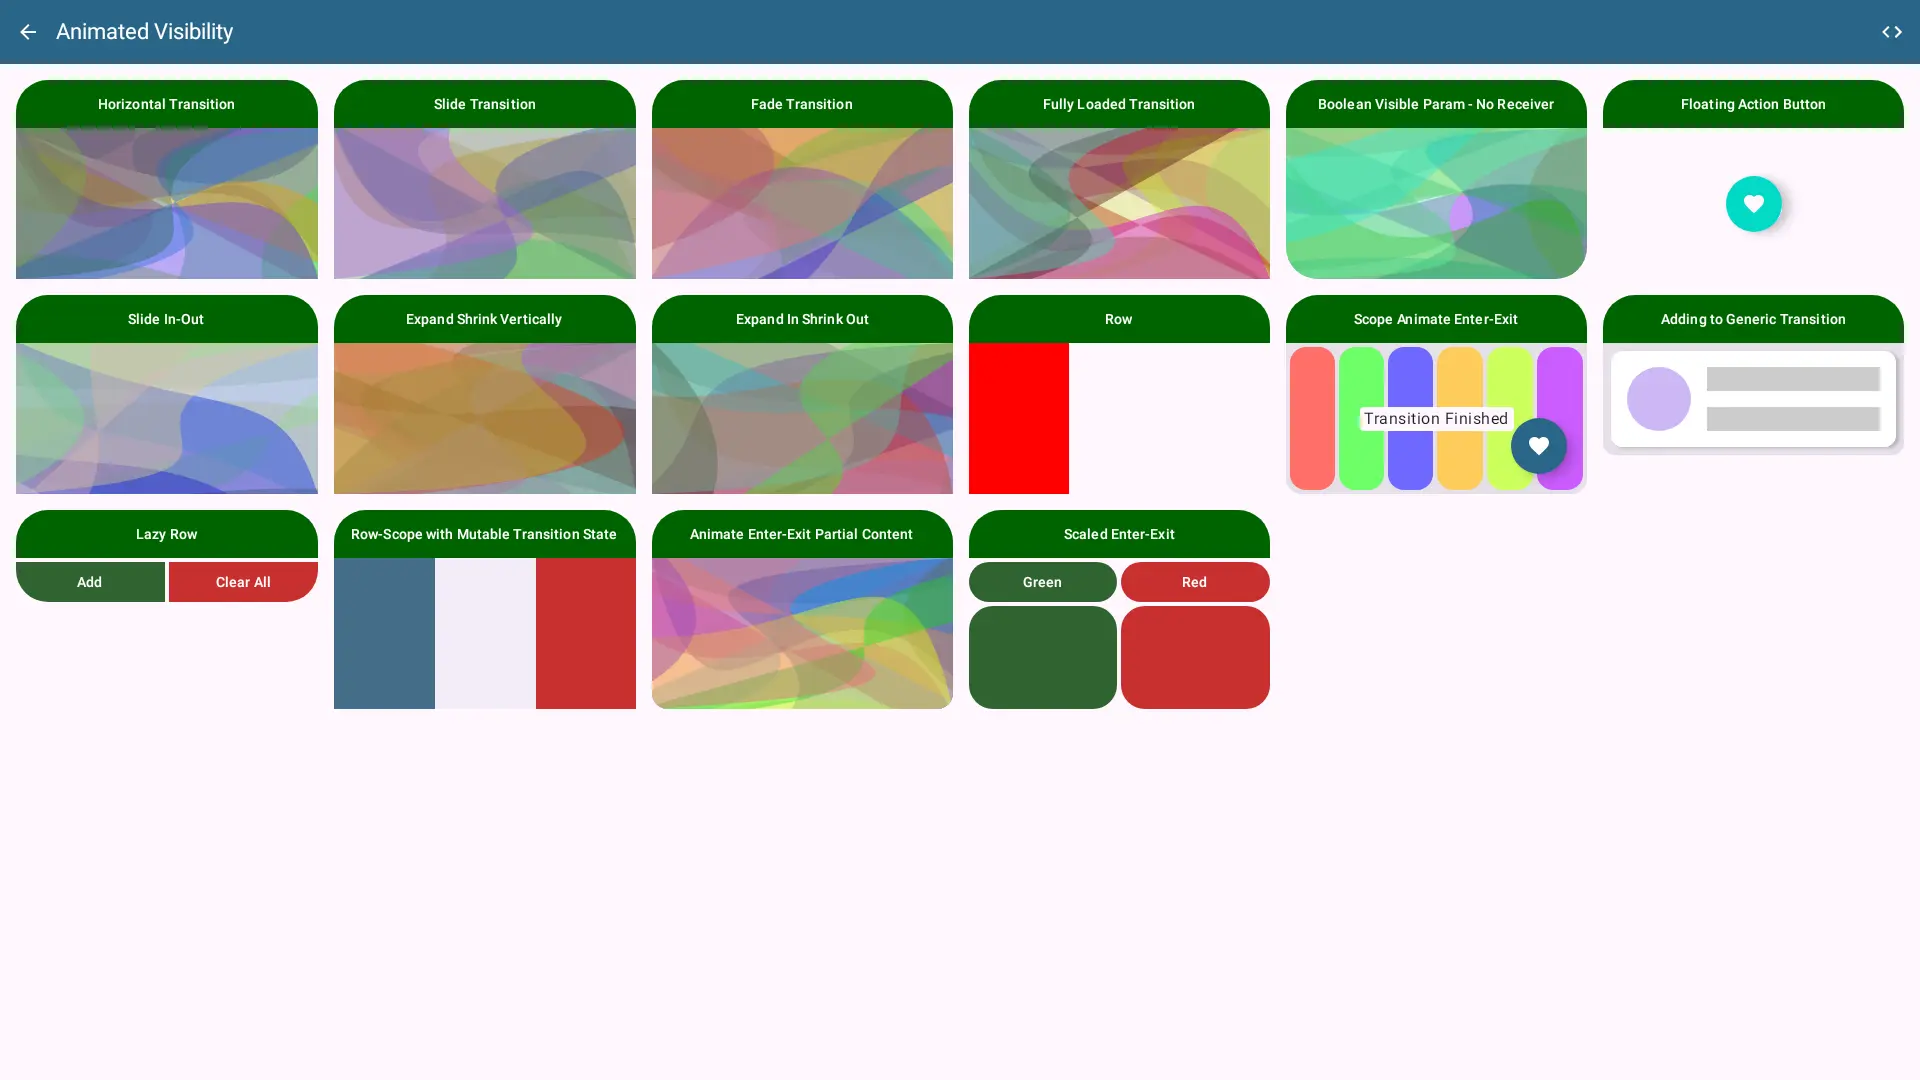 Animated Visibility
Horizontal Transition
Slide Transition
Fade Transition
Fully Loaded Transition
Boolean Visible Param - No Receiver
Floating Action Button
Slide In-Out
Expand Shrink Vertically
Expand In Shrink Out
Row
Scope Animate Enter-Exit
Transition Finished
Adding to Generic Transition
Lazy Row
Add
Clear All
Row-Scope with Mutable Transition State
Animate Enter-Exit Partial Content
Scaled Enter-Exit
Green
Red